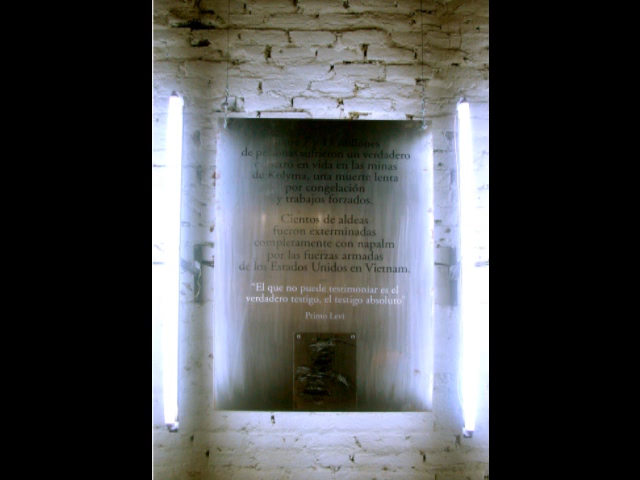 millones
de personas sufrieron un verdadero
en vida en las minas
de Kolyma, una muerte lenta
por congelación
y trabajos forzados.
Cientos de aldeas
fueron exterminadas
completamente con napalm
por las fuerzas armadas
de los Estados Unidos en Vietnam.
"El que no puede testimoniar es el
verdadero testigo, el testigo absoluto"
Primo Levi